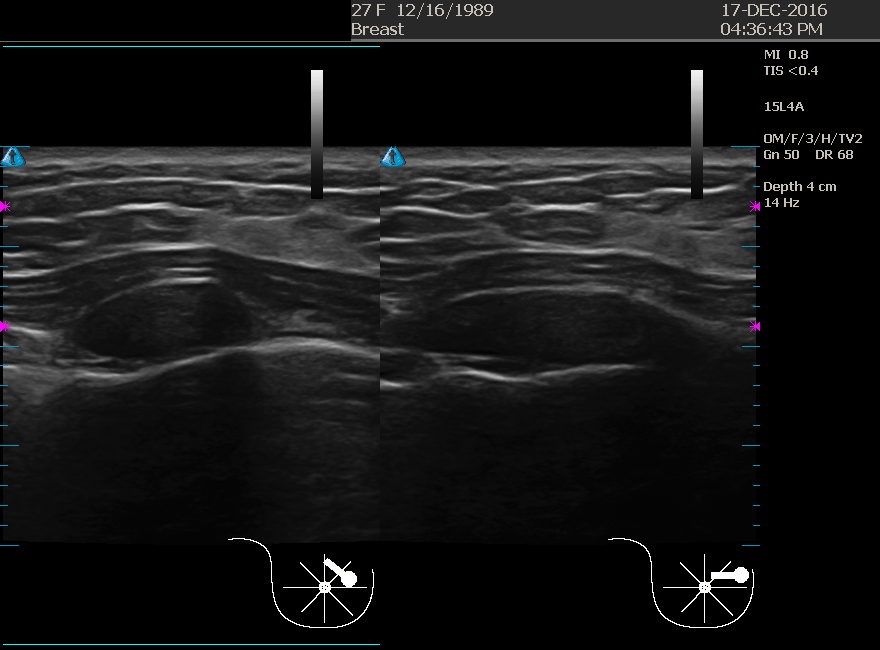 27 F 12/16/1989
17-DEC-2016
Breast
04:36:43 PM
MI 0.8
TIS <0.4
15L4A
OM/F/3/H/TV2
Gn 50 DR 68
Depth 4 cm
14 Hz